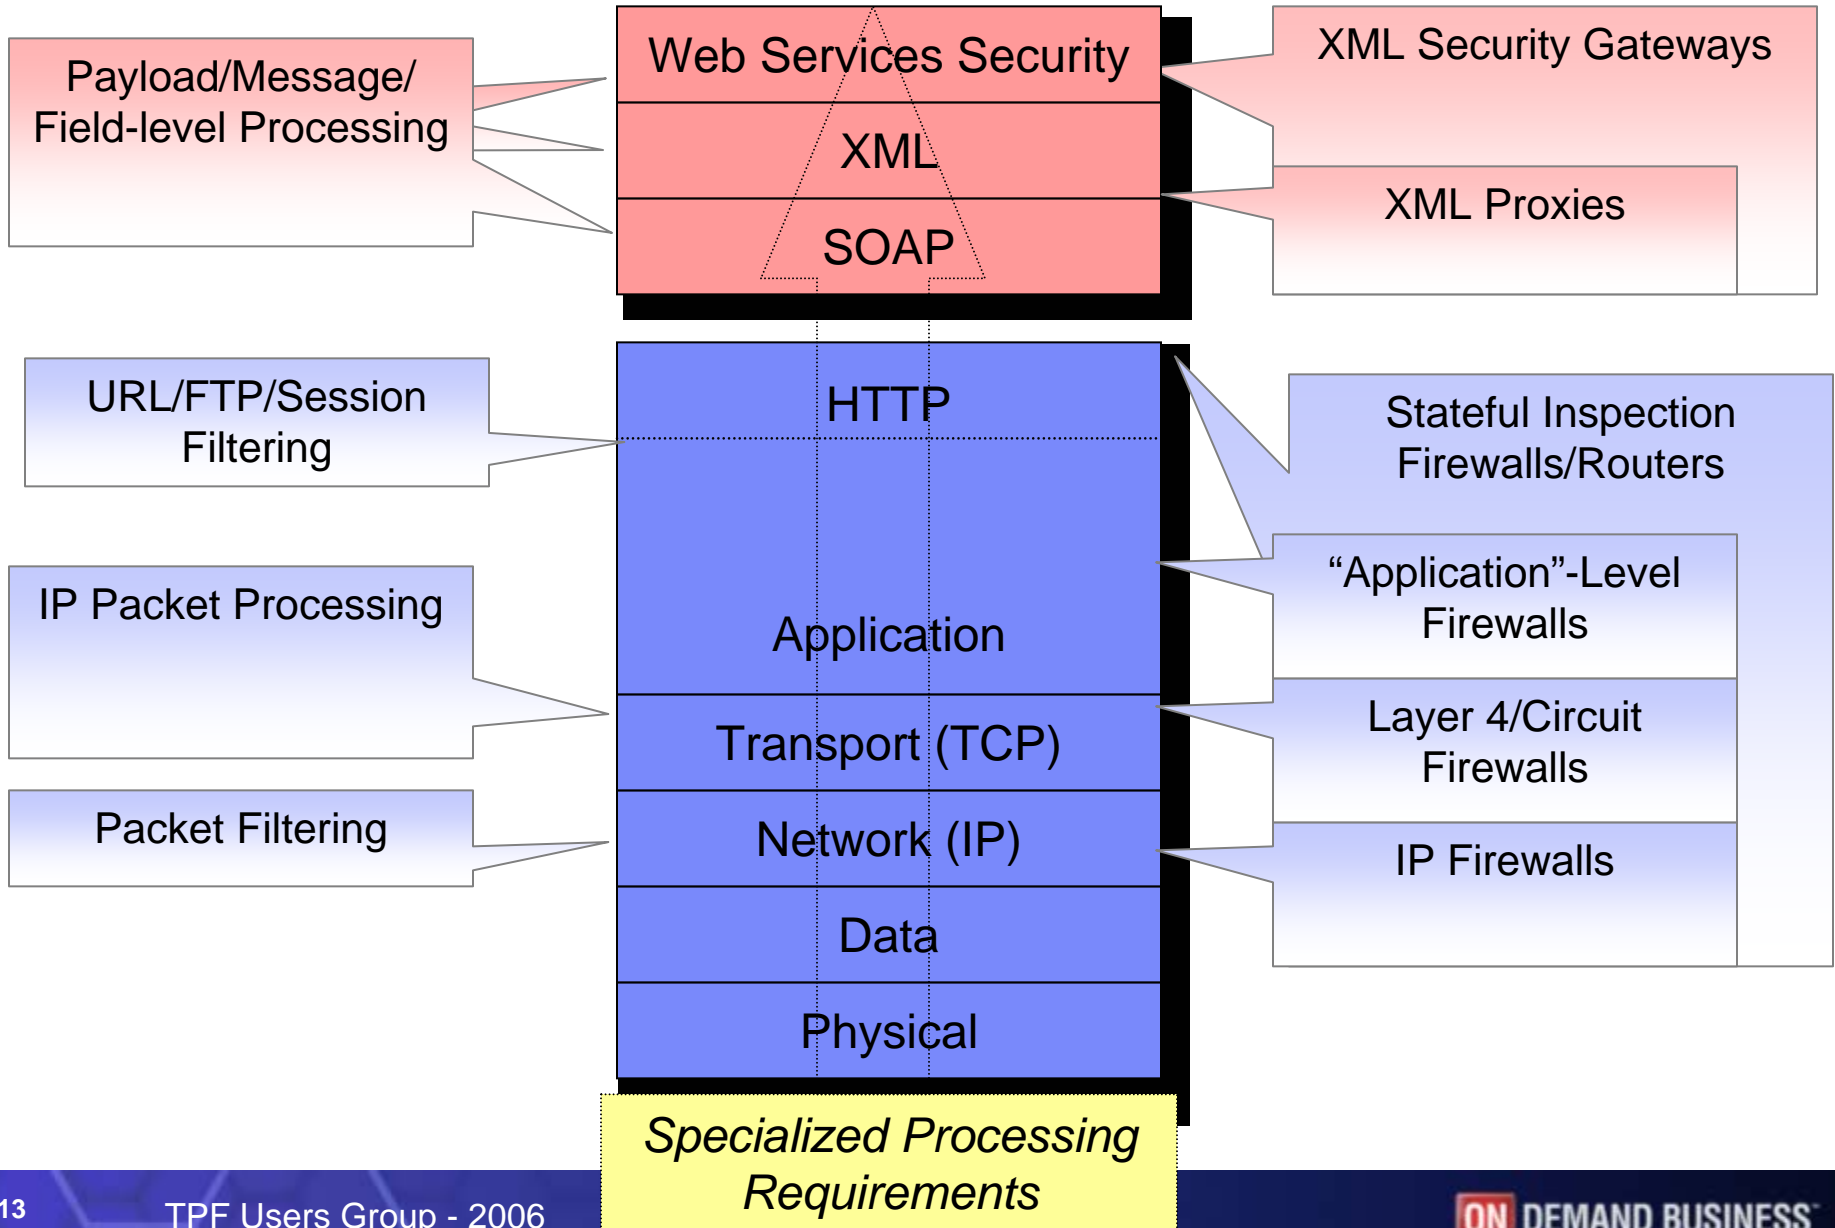 Web Services Security
XML
SOAP
Payload/Message/
Field-level Processing
XML Security Gateways
XML Proxies
HTTP
Application
Transport (TCP)
Network (IP)
Data
Physical
URL/FTP/Session
Filtering
IP Packet Processing
Packet Filtering
Stateful Inspection
Firewalls/Routers
“Application”-Level
Firewalls
Layer 4/Circuit
Firewalls
IP Firewalls
Specialized Processing
Requirements
13
TPF Users Group - 2006
ON DEMAND BUSINESS™